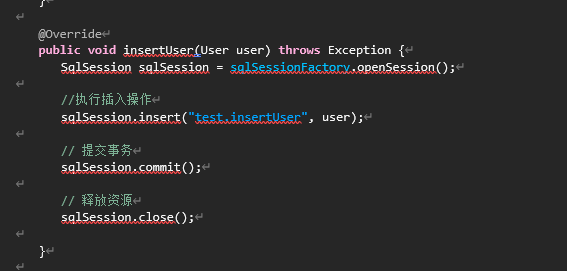 }
@Override
public void insertUser(User user) throws Exception {
SqlSession sqlSession = sqlSessionFactory.openSession();
//执行插入操作
sqlSession.insert("test.insertUser", user);
// 提交事务
sqlSession.commit();
// 释放资源
sqlSession.close();
}